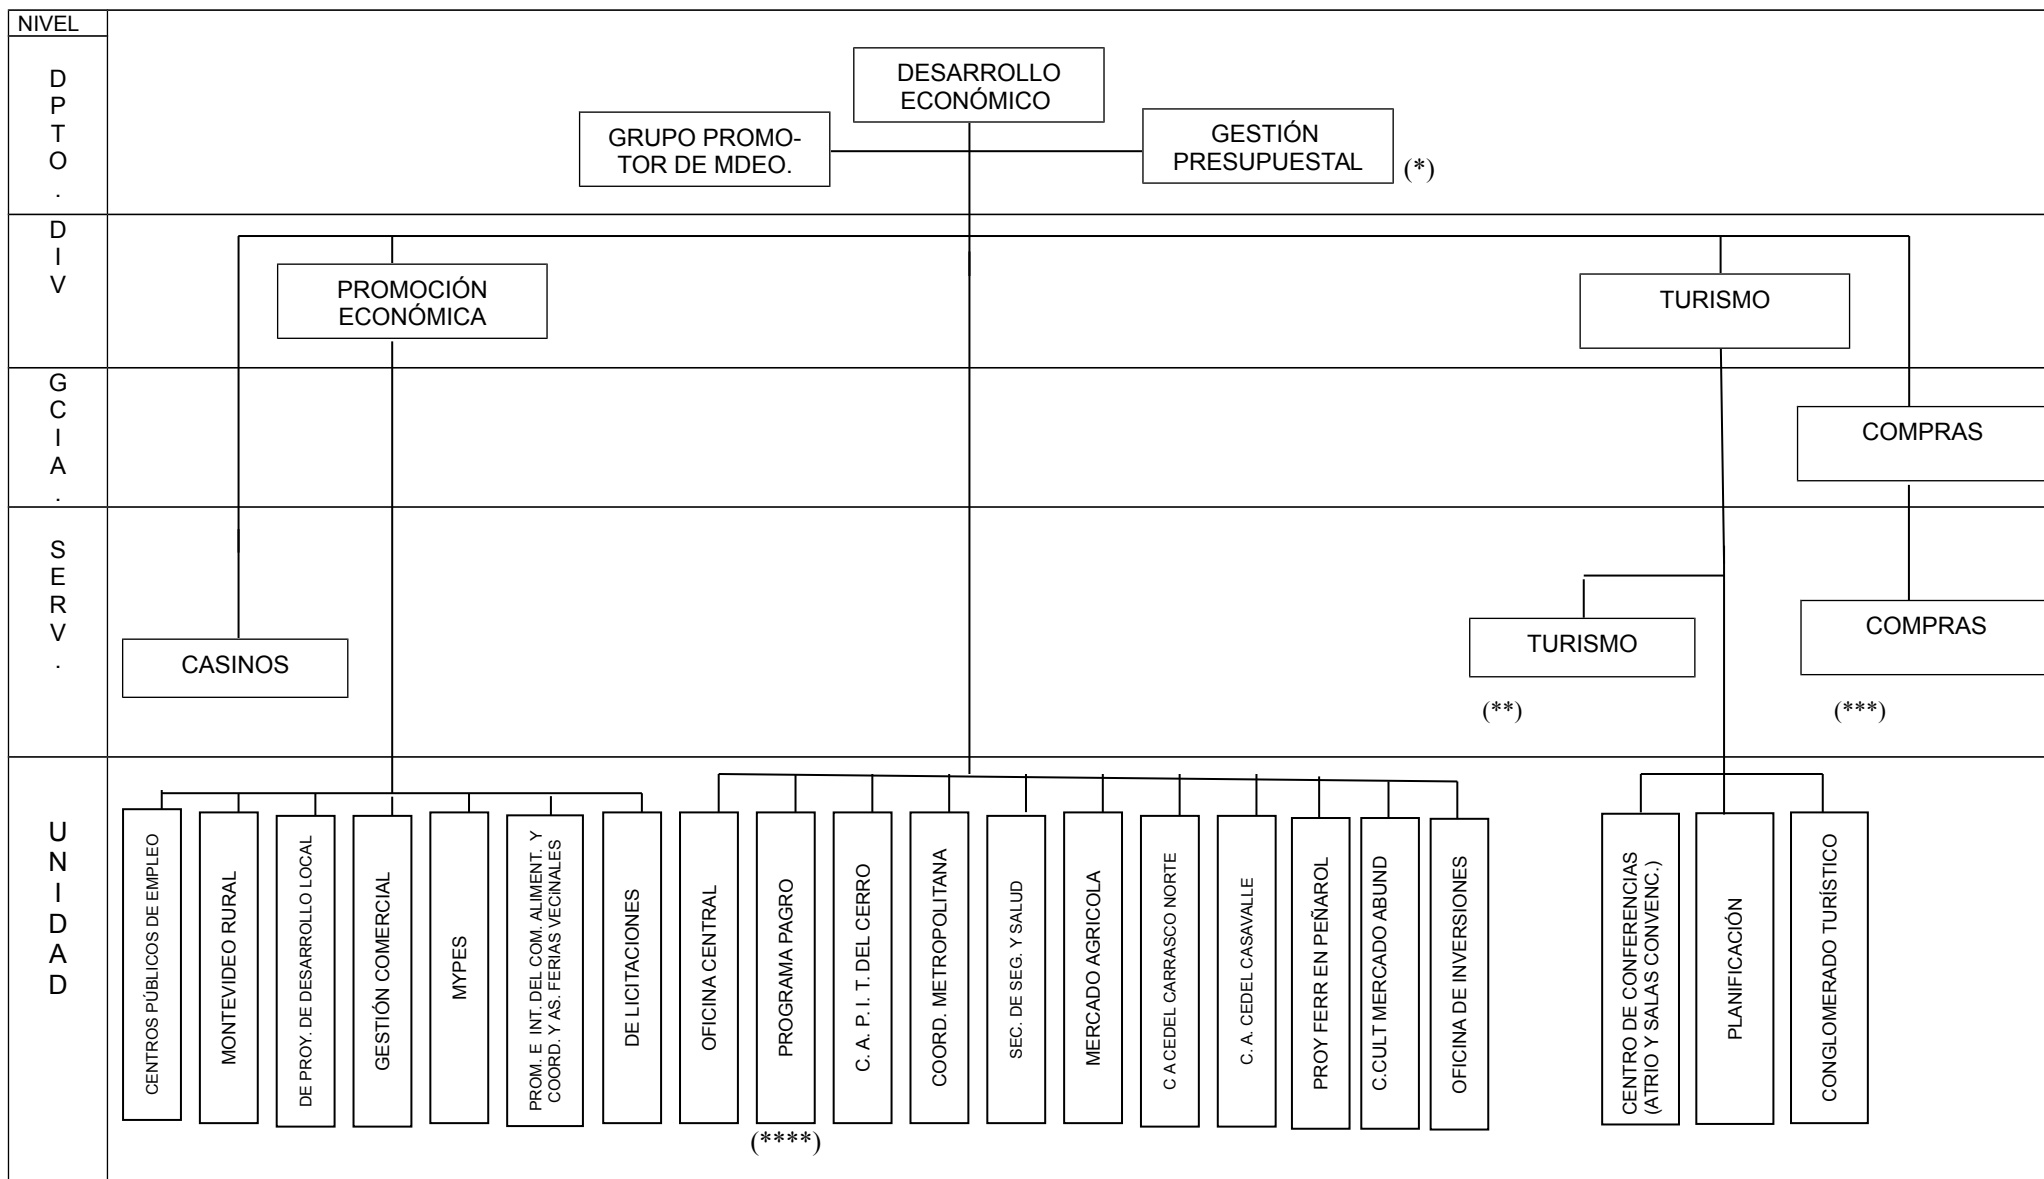 NIVEL
D
P
T
O
.
DESARROLLO
ECONÓMICO
GRUPO PROMO-
TOR DE MDEO.
GESTIÓN
PRESUPUESTAL
(*)
D
I
V
PROMOCIÓN
ECONÓMICA
TURISMO
G
C
I
A
.
COMPRAS
S
E
R
V
.
CASINOS
TURISMO
COMPRAS
(**)
(***)
U
N
I
D
A
D
CENTROS PÚBLICOS DE EMPLEO
MONTEVIDEO RURAL
DE PROY. DE DESARROLLO LOCAL
GESTIÓN COMERCIAL
MYPES
PROM. E INT. DEL COM. ALIMENT. Y
COORD. Y AS. FERIAS VECiNALES
DE LICITACIONES
OFICINA CENTRAL
PROGRAMA PAGRO
C. A. P. I. T. DEL CERRO
COORD. METROPOLITANA
SEC. DE SEG. Y SALUD
MERCADO AGRICOLA
C A CEDEL CARRASCO NORTE
C. A. CEDEL CASAVALLE
PROY FERR EN PEÑAROL
C.CULT MERCADO ABUND
OFICINA DE INVERSIONES
CENTRO DE CONFERENCIAS
(ATRIO Y SALAS CONVENC.)
PLANIFICACIÓN
CONGLOMERADO TURÍSTICO
(****)